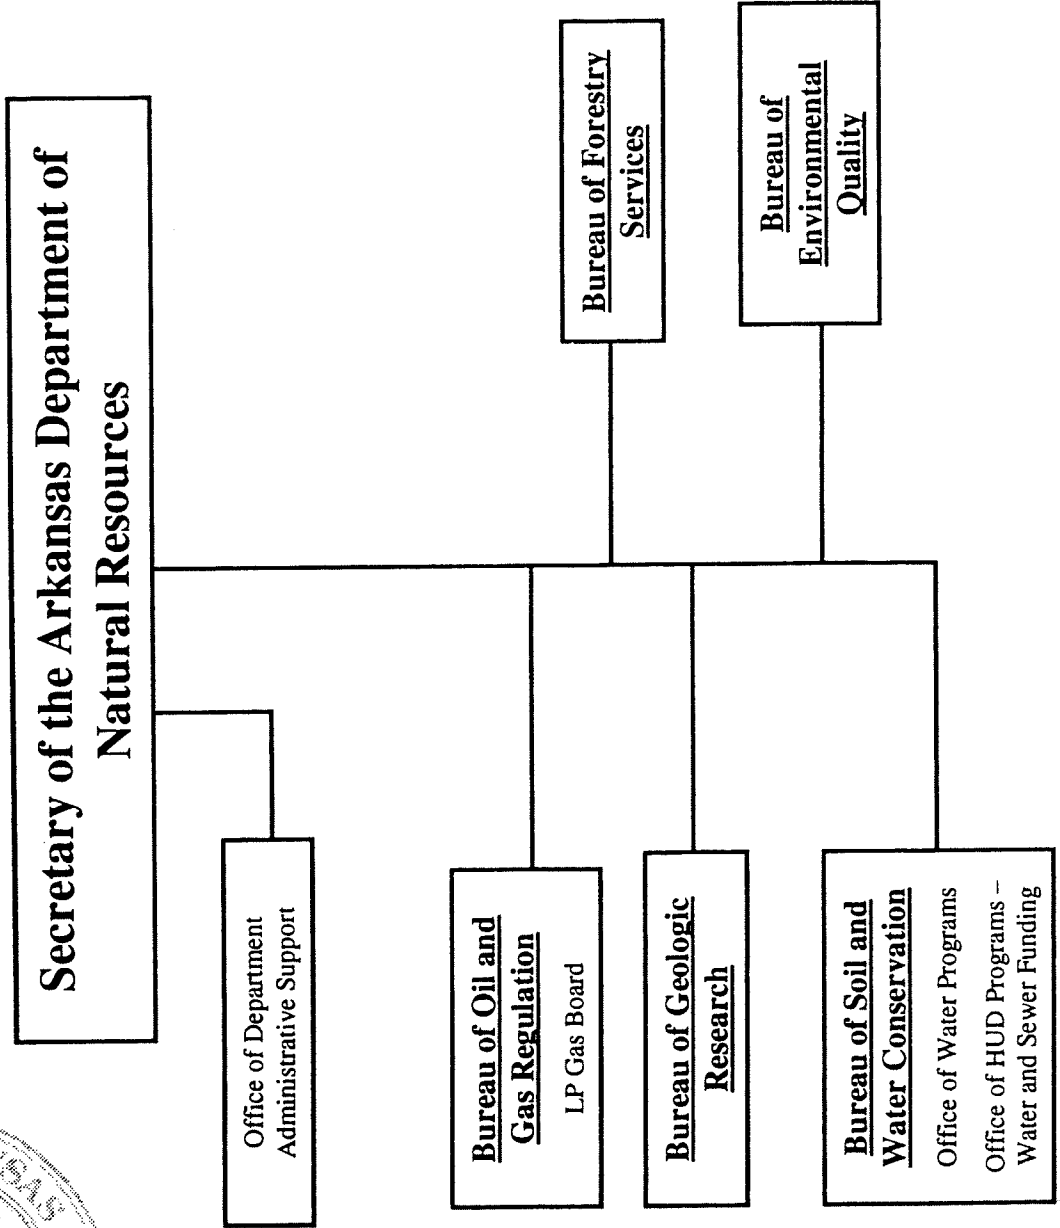 Secretary of the Arkansas Department of
Natural Resources
Office of Department
Administrative Support
Bureau of Oil and
Gas Regulation
LP Gas Board
Bureau of Forestry
Services
Bureau of Geologic
Research
Bureau of
Environmental
Quality
Bureau of Soil and
Water Conservation
Office of Water Programs
Office of HUD Programs –
Water and Sewer Funding